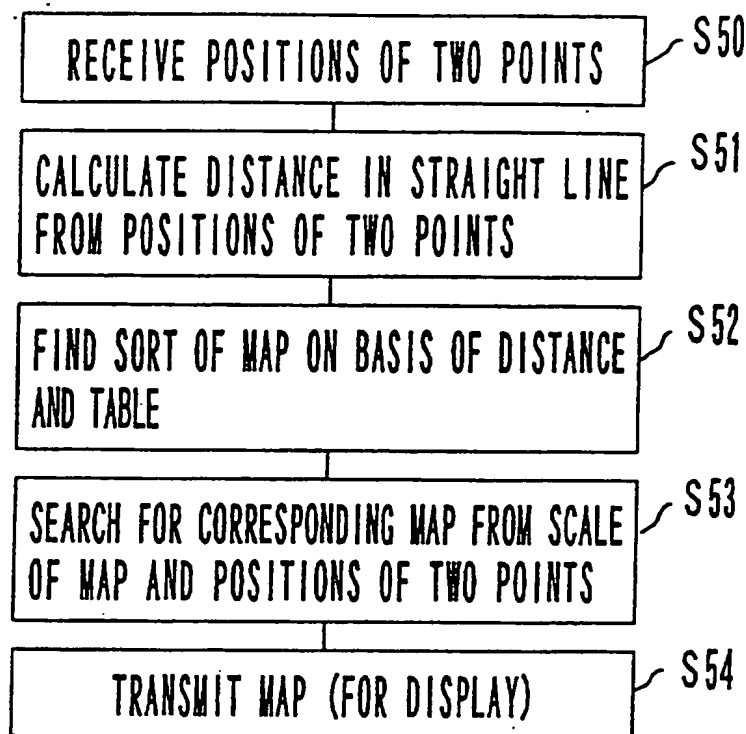 RECEIVE POSITIONS OF TWO POINTS
S50
CALCULATE DISTANCE IN STRAIGHT LINE
FROM POSITIONS OF TWO POINTS
S51
FIND SORT OF MAP ON BASIS OF DISTANCE
AND TABLE
S52
SEARCH FOR CORRESPONDING MAP FROM SCALE
OF MAP AND POSITIONS OF TWO POINTS
S53
TRANSMIT MAP (FOR DISPLAY)
S54